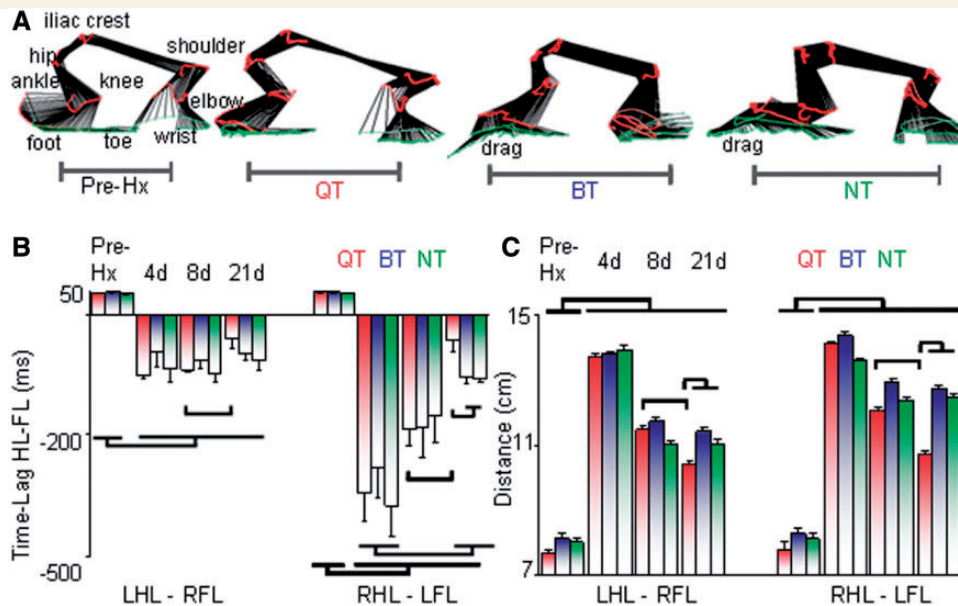 A
iliac crest
hip
shoulder
ankle
knee
elbow
foot
toe
wrist
drag
drag
Pre-Hx
QT
BT
NT
B
Pre-
Hx
4d
8d
21d
QT BT NT
50
-200
-500
Time-Lag HL-FL (ms)
LHL - RFL
RHL - LFL
C
Pre-
Hx
4d
8d
21d
QT BT NT
15
11
7
Distance (cm)
LHL - RFL
RHL - LFL